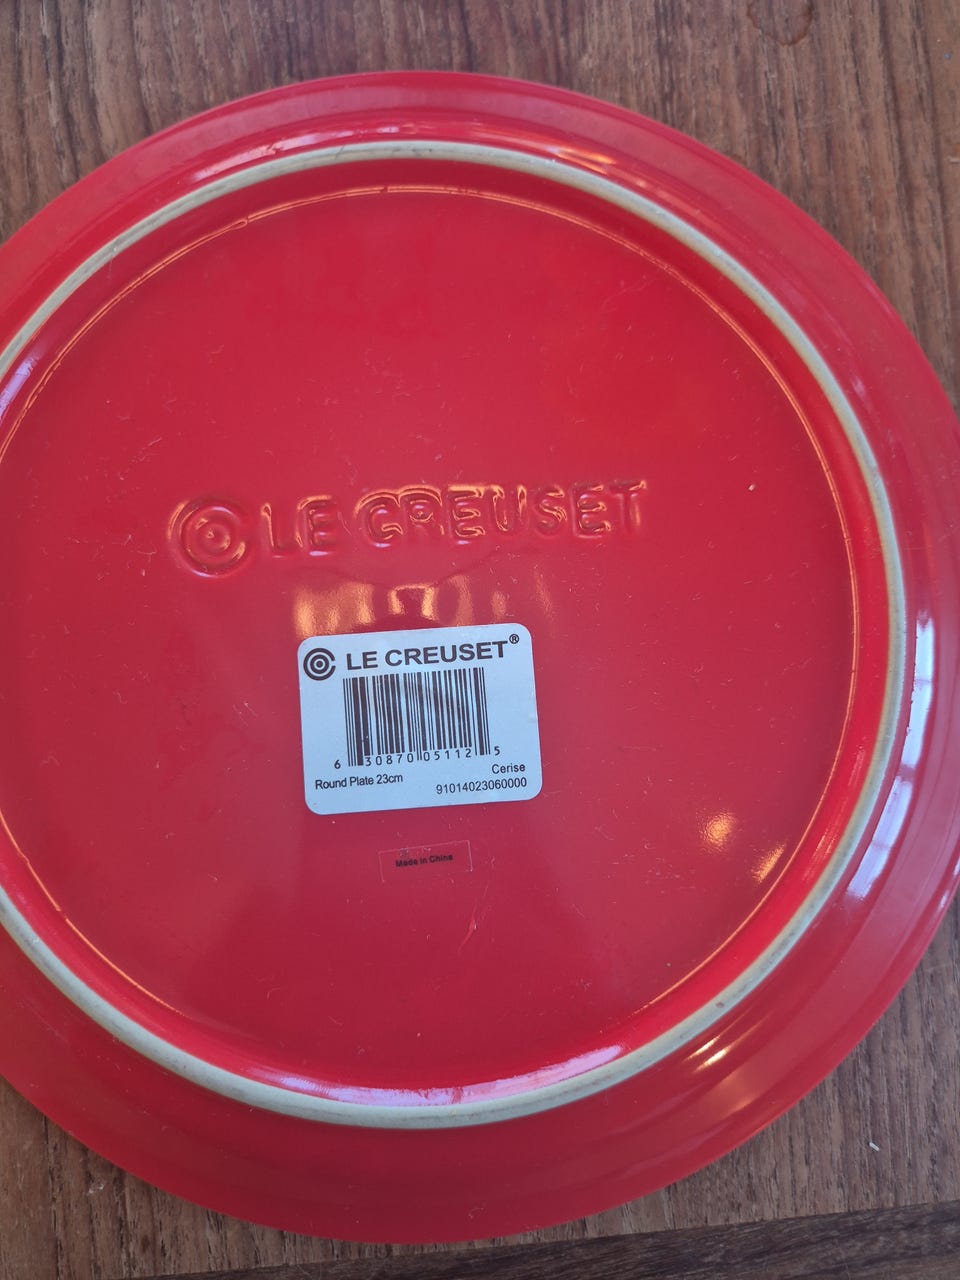 LE CREUSET
LE CREUSET®
6 30870 05112 5
Round Plate 23cm
Cerise
91014023060000
Made in China